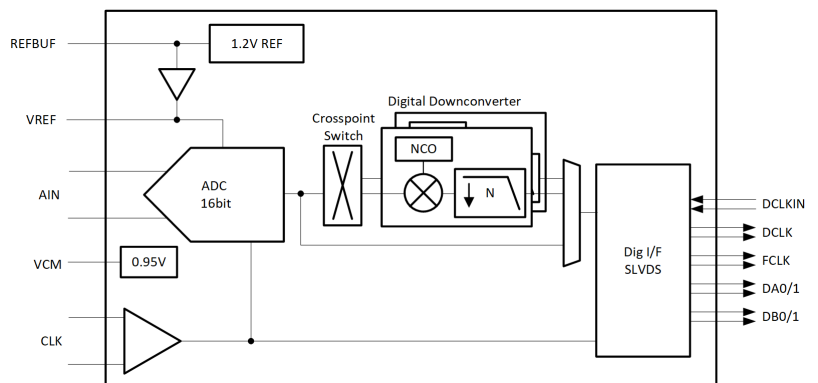 REFBUF
1.2V REF
VREF
Digital Downconverter
Crosspoint
Switch
NCO
ADC
16bit
N
AIN
DCLKIN
DCLK
Dig I/F
SLVDS
FCLK
VCM
0.95V
DA0/1
DB0/1
CLK